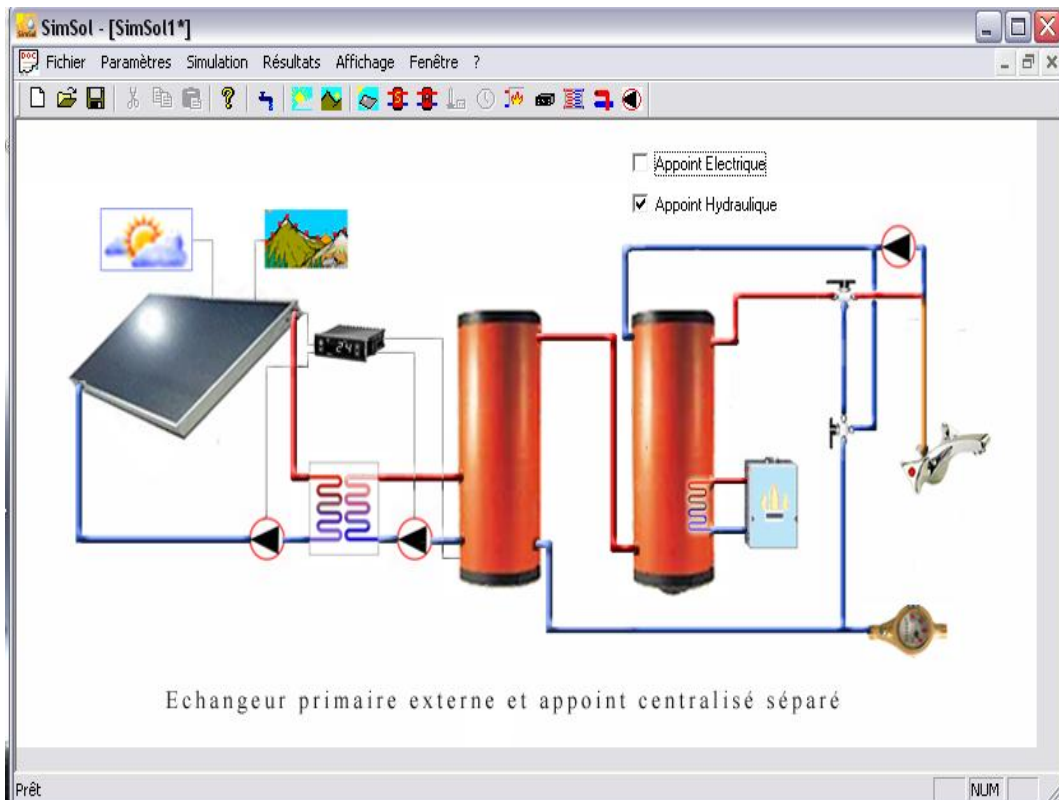 SimSol - [SimSol1*]
Fichier Paramètres Simulation Résultats Affichage Fenêtre ?
Appoint Electrique
Appoint Hydraulique
24
Echangeur primaire externe et appoint centralisé séparé
Prêt
NUM